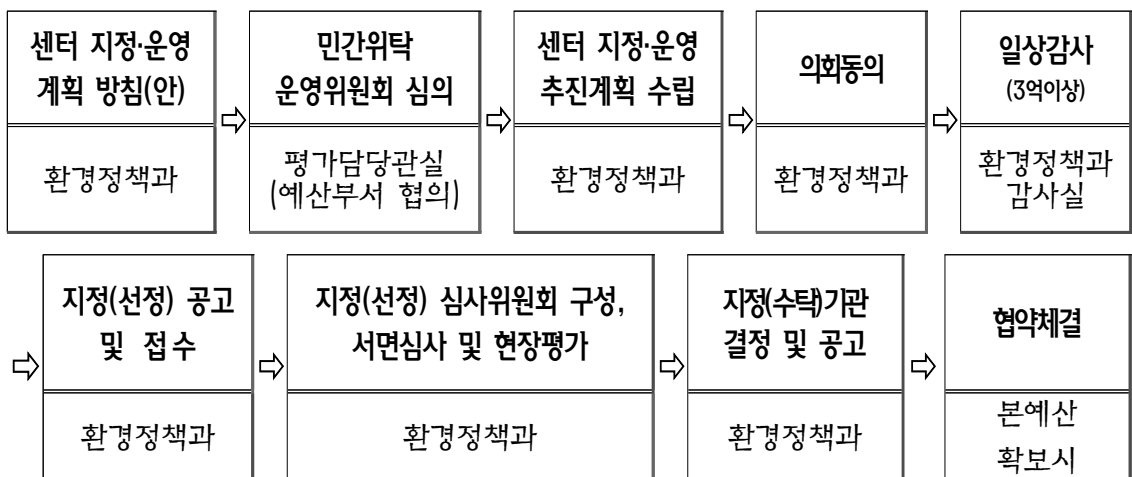 센터 지정·운영
계획 방침(안)
환경정책과
⇨
민간위탁
운영위원회 심의
평가담당관실
(예산부서 협의)
⇨
센터 지정·운영
추진계획 수립
환경정책과
⇨
의회동의
환경정책과
⇨
일상감사
(3억이상)
환경정책과
감사실
⇨
지정(선정) 공고
및 접수
환경정책과
⇨
지정(선정) 심사위원회 구성,
서면심사 및 현장평가
환경정책과
⇨
지정(수탁)기관
결정 및 공고
환경정책과
⇨
협약체결
본예산
확보시